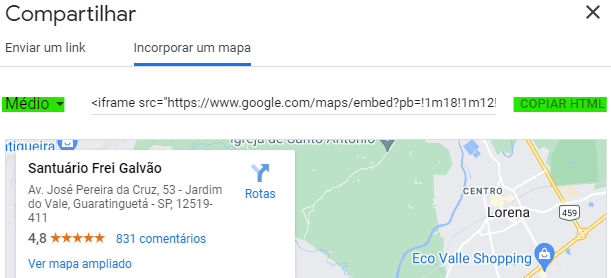 Compartilhar
Enviar um link
Incorporar um mapa
Médio
<iframe src="https://www.google.com/maps/embed?pb=!1m18!1m12!
COPIAR HTML
Igreja de Santo Antônio
Santuário Frei Galvão
Av. José Pereira da Cruz, 53 - Jardim
do Vale, Guaratinguetá - SP, 12519-
411
Rotas
4,8
831 comentários
Ver mapa ampliado
CENTRO
Lorena
459
Eco Valle Shopping